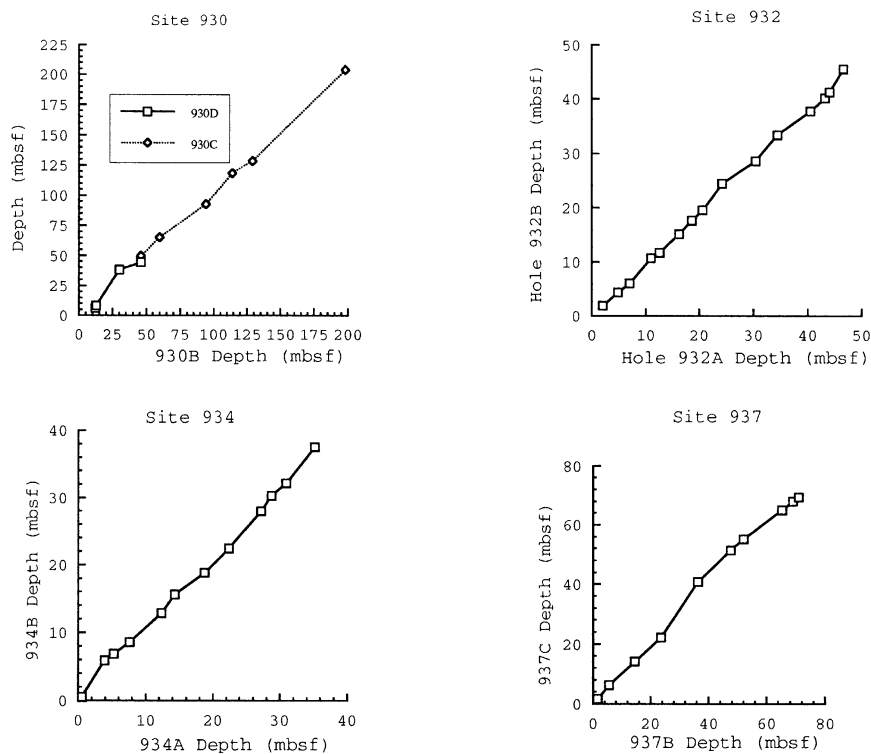 Site 930
225
200
175
150
125
100
75
50
25
0
Depth (mbsf)
930D
930C
0 25 50 75 100 125 150 175 200
930B Depth (mbsf)
Site 932
50
40
30
20
10
0
Hole 932B Depth (mbsf)
0 10 20 30 40 50
Hole 932A Depth (mbsf)
Site 934
40
30
20
10
0
934B Depth (mbsf)
0 10 20 30 40
934A Depth (mbsf)
Site 937
80
60
40
20
0
937C Depth (mbsf)
0 20 40 60 80
937B Depth (mbsf)